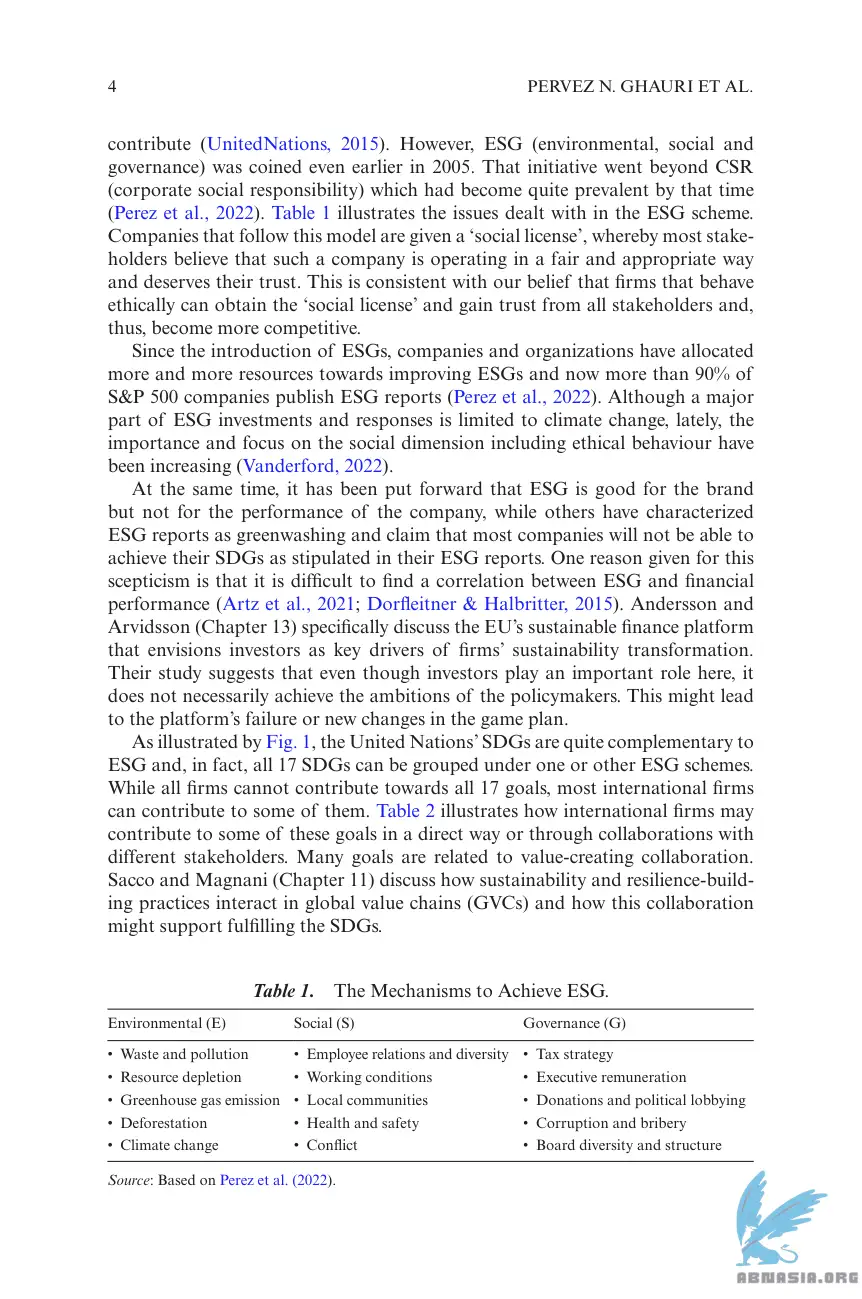 4 PERVEZ N. GHAURI ET AL.
contribute (UnitedNations, 2015). However, ESG (environmental, social and
governance) was coined even earlier in 2005. That initiative went beyond CSR
(corporate social responsibility) which had become quite prevalent by that time
(Perez et al., 2022). Table 1 illustrates the issues dealt with in the ESG scheme.
Companies that follow this model are given a ‘social license’, whereby most stake-
holders believe that such a company is operating in a fair and appropriate way
and deserves their trust. This is consistent with our belief that firms that behave
ethically can obtain the ‘social license’ and gain trust from all stakeholders and,
thus, become more competitive.
Since the introduction of ESGs, companies and organizations have allocated
more and more resources towards improving ESGs and now more than 90% of
S&P 500 companies publish ESG reports (Perez et al., 2022). Although a major
part of ESG investments and responses is limited to climate change, lately, the
importance and focus on the social dimension including ethical behaviour have
been increasing (Vanderford, 2022).
At the same time, it has been put forward that ESG is good for the brand
but not for the performance of the company, while others have characterized
ESG reports as greenwashing and claim that most companies will not be able to
achieve their SDGs as stipulated in their ESG reports. One reason given for this
scepticism is that it is difficult to find a correlation between ESG and financial
performance (Artz et al., 2021; Dorfleitner & Halbritter, 2015). Andersson and
Arvidsson (Chapter 13) specifically discuss the EU’s sustainable finance platform
that envisions investors as key drivers of firms’ sustainability transformation.
Their study suggests that even though investors play an important role here, it
does not necessarily achieve the ambitions of the policymakers. This might lead
to the platform’s failure or new changes in the game plan.
As illustrated by Fig. 1, the United Nations’ SDGs are quite complementary to
ESG and, in fact, all 17 SDGs can be grouped under one or other ESG schemes.
While all firms cannot contribute towards all 17 goals, most international firms
can contribute to some of them. Table 2 illustrates how international firms may
contribute to some of these goals in a direct way or through collaborations with
different stakeholders. Many goals are related to value-creating collaboration.
Sacco and Magnani (Chapter 11) discuss how sustainability and resilience-build-
ing practices interact in global value chains (GVCs) and how this collaboration
might support fulfilling the SDGs.
Table 1. The Mechanisms to Achieve ESG.
Environmental (E) Social (S) Governance (G)
• Waste and pollution • Employee relations and diversity • Tax strategy
• Resource depletion • Working conditions • Executive remuneration
• Greenhouse gas emission • Local communities • Donations and political lobbying
• Deforestation • Health and safety • Corruption and bribery
• Climate change • Conflict • Board diversity and structure
Source: Based on Perez et al. (2022).
ABNASIA.ORG